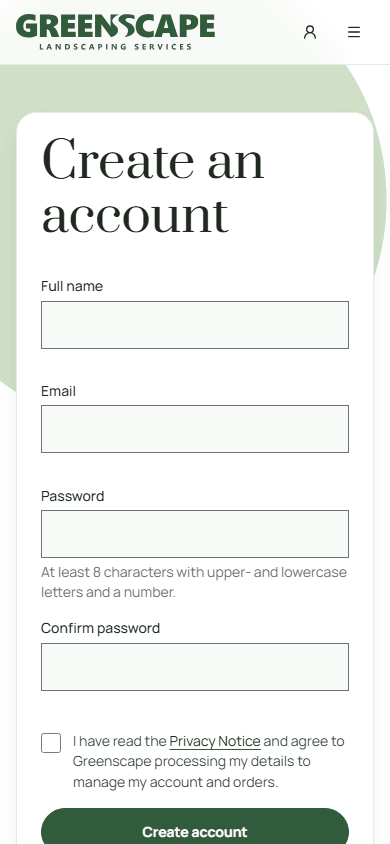 GREENSCAPE
LANDSCAPING SERVICES
Create an
account
Full name
Email
Password
At least 8 characters with upper- and lowercase
letters and a number.
Confirm password
I have read the Privacy Notice and agree to
Greenscape processing my details to
manage my account and orders.
Create account